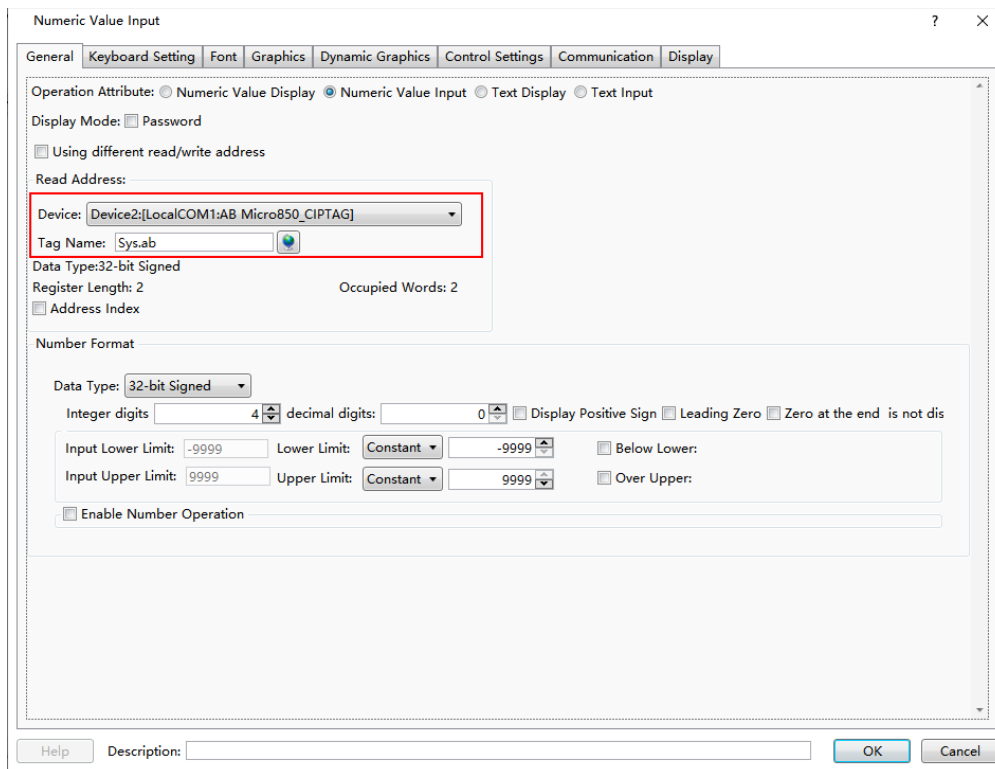 Numeric Value Input ? ×
General Keyboard Setting Font Graphics Dynamic Graphics Control Settings Communication Display
Operation Attribute: Numeric Value Display Numeric Value Input Text Display Text Input
Display Mode: Password
Using different read/write address
Read Address:
Device: Device2:[LocalCOM1:AB Micro850_CIPTAG]
Tag Name: Sys.ab
Data Type:32-bit Signed
Register Length: 2 Occupied Words: 2
Address Index
Number Format
Data Type: 32-bit Signed
Integer digits 4 decimal digits: 0 Display Positive Sign Leading Zero Zero at the end is not dis
Input Lower Limit: -9999 Lower Limit: Constant -9999 Below Lower:
Input Upper Limit: 9999 Upper Limit: Constant 9999 Over Upper:
Enable Number Operation
Help Description: OK Cancel